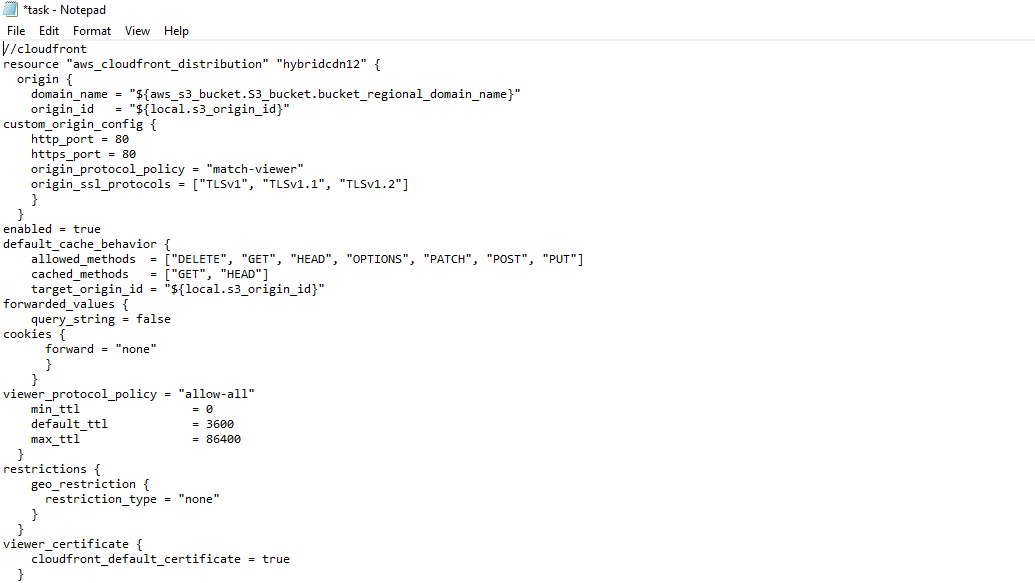 *task - Notepad
File Edit Format View Help
//cloudfront
resource "aws_cloudfront_distribution" "hybridcdn12" {
  origin {
    domain_name = "${aws_s3_bucket.S3_bucket.bucket_regional_domain_name}"
    origin_id   = "${local.s3_origin_id}"
custom_origin_config {
    http_port = 80
    https_port = 80
    origin_protocol_policy = "match-viewer"
    origin_ssl_protocols = ["TLSv1", "TLSv1.1", "TLSv1.2"]
    }
  }
enabled = true
default_cache_behavior {
    allowed_methods  = ["DELETE", "GET", "HEAD", "OPTIONS", "PATCH", "POST", "PUT"]
    cached_methods   = ["GET", "HEAD"]
    target_origin_id = "${local.s3_origin_id}"
forwarded_values {
    query_string = false
cookies {
      forward = "none"
      }
    }
viewer_protocol_policy = "allow-all"
    min_ttl                = 0
    default_ttl            = 3600
    max_ttl                = 86400
  }
restrictions {
    geo_restriction {
      restriction_type = "none"
    }
  }
viewer_certificate {
    cloudfront_default_certificate = true
  }